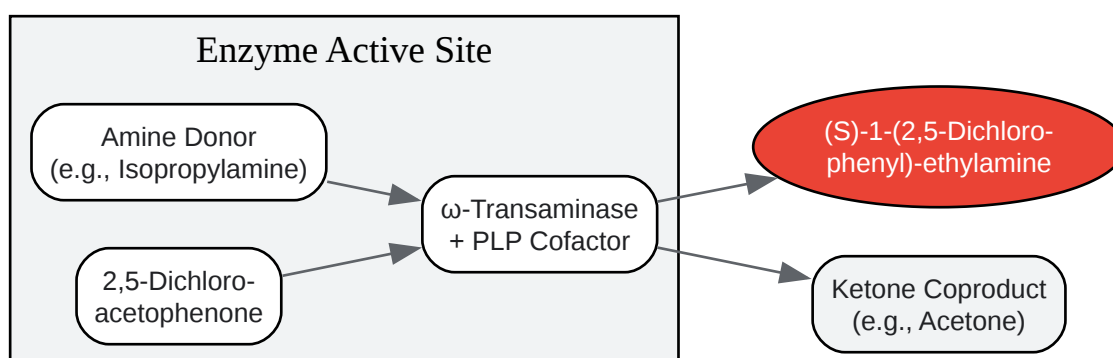 Enzyme Active Site
Amine Donor
(e.g., Isopropylamine)
2,5-Dichloro-
acetophenone
ω-Transaminase
+ PLP Cofactor
(S)-1-(2,5-Dichloro-
phenyl)-ethylamine
Ketone Coproduct
(e.g., Acetone)